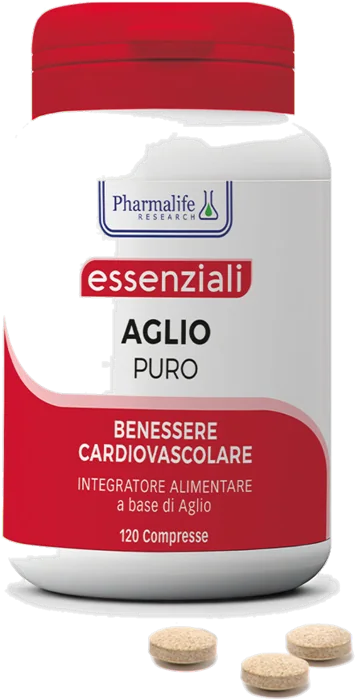 Pharmalife
RESEARCH
essenziali
AGLIO
PURO
BENESSERE
CARDIOVASCOLARE
INTEGRATORE ALIMENTARE
a base di Aglio
120 Compresse